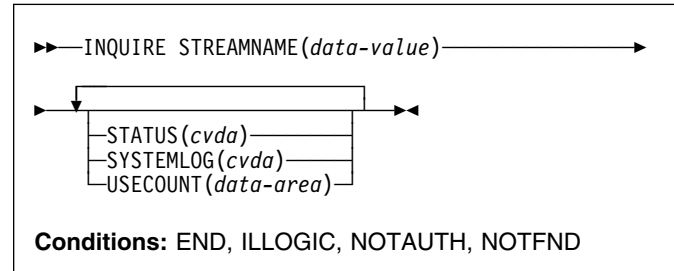 INQUIRE STREAMNAME(data-value)
STATUS(cvda)
SYSTEMLOG(cvda)
USECOUNT(data-area)
Conditions: END, ILLOGIC, NOTAUTH, NOTFND